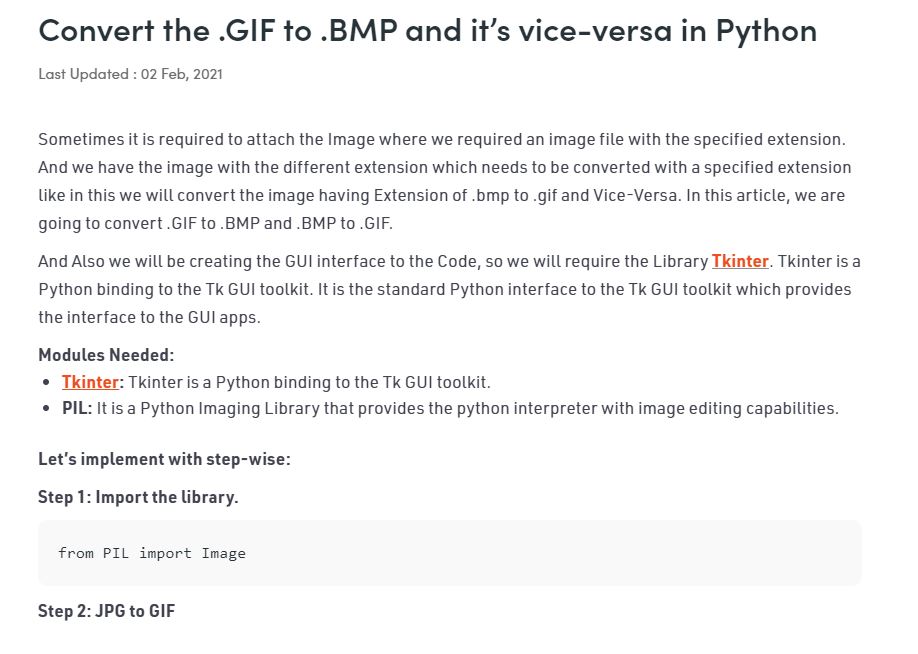 Convert the .GIF to .BMP and it’s vice-versa in Python
Last Updated : 02 Feb, 2021
Sometimes it is required to attach the Image where we required an image file with the specified extension.
And we have the image with the different extension which needs to be converted with a specified extension
like in this we will convert the image having Extension of .bmp to .gif and Vice-Versa. In this article, we are
going to convert .GIF to .BMP and .BMP to .GIF.
And Also we will be creating the GUI interface to the Code, so we will require the Library Tkinter. Tkinter is a
Python binding to the Tk GUI toolkit. It is the standard Python interface to the Tk GUI toolkit which provides
the interface to the GUI apps.
Modules Needed:
• Tkinter: Tkinter is a Python binding to the Tk GUI toolkit.
• PIL: It is a Python Imaging Library that provides the python interpreter with image editing capabilities.
Let’s implement with step-wise:
Step 1: Import the library.
from PIL import Image
Step 2: JPG to GIF